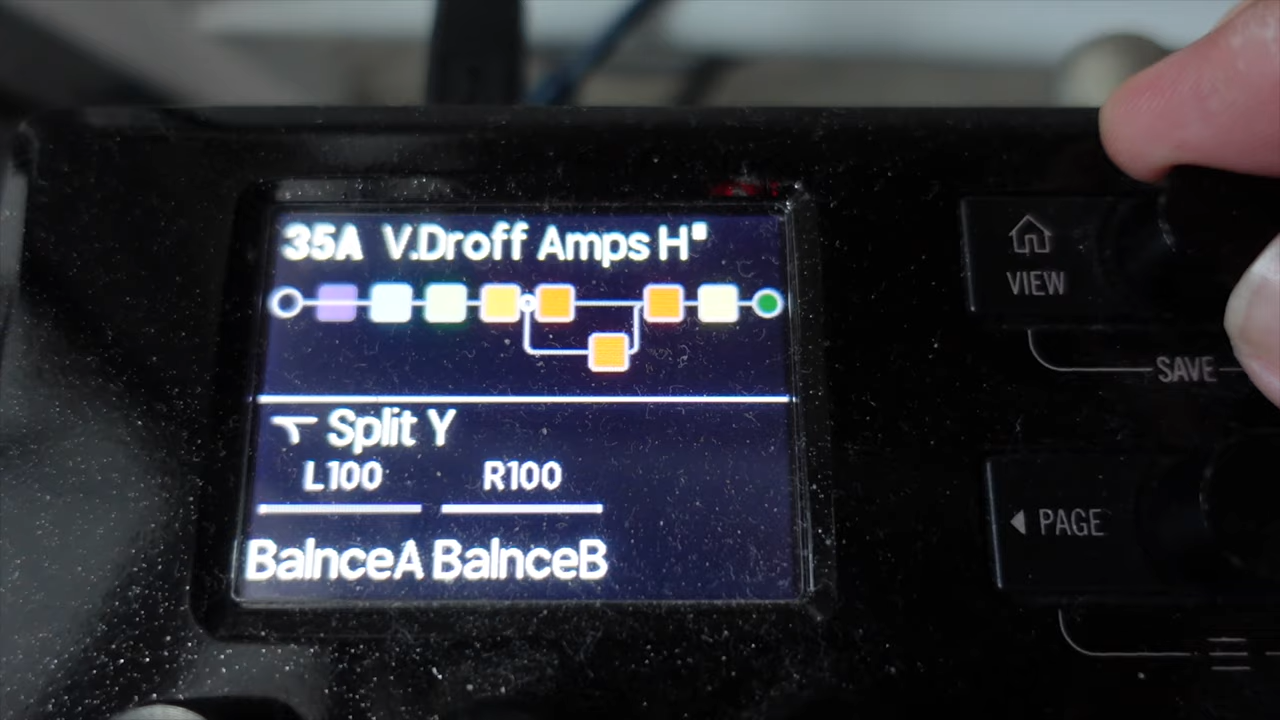 35A V.Droff Amps H
Split Y
L100 R100
BalnceA BalnceB
VIEW
SAVE
PAGE